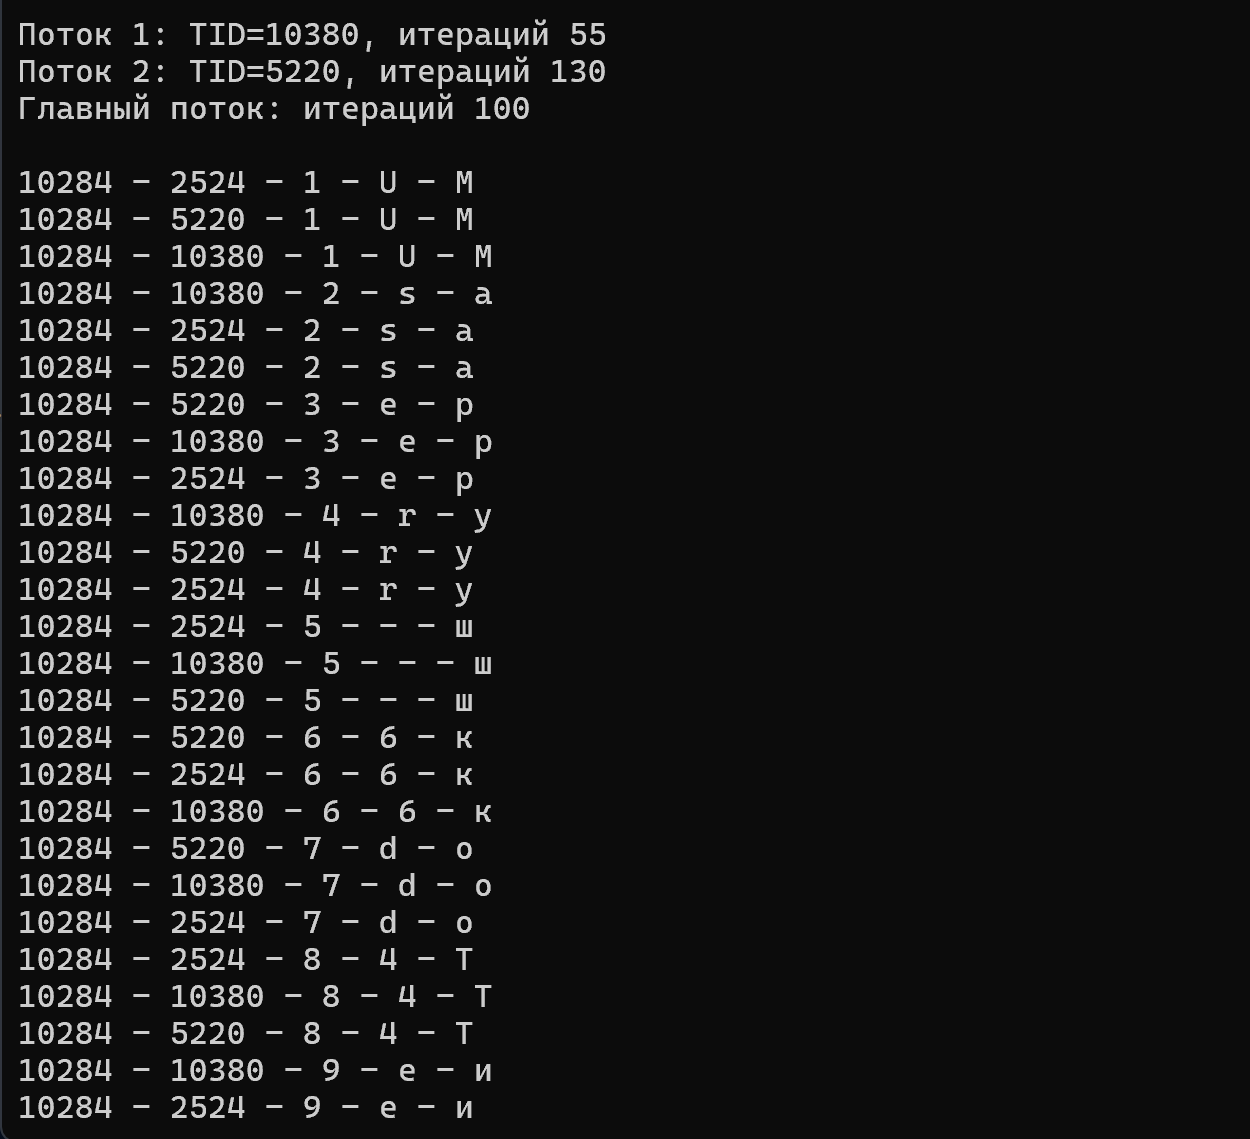 Поток 1: TID=10380, итераций 55
Поток 2: TID=5220, итераций 130
Главный поток: итераций 100
10284 - 2524 - 1 - U - М
10284 - 5220 - 1 - U - М
10284 - 10380 - 1 - U - М
10284 - 10380 - 2 - s - а
10284 - 2524 - 2 - s - а
10284 - 5220 - 2 - s - а
10284 - 5220 - 3 - e - р
10284 - 10380 - 3 - e - р
10284 - 2524 - 3 - e - р
10284 - 10380 - 4 - r - у
10284 - 5220 - 4 - r - у
10284 - 2524 - 4 - r - у
10284 - 2524 - 5 - - - ш
10284 - 10380 - 5 - - - ш
10284 - 5220 - 5 - - - ш
10284 - 5220 - 6 - 6 - к
10284 - 2524 - 6 - 6 - к
10284 - 10380 - 6 - 6 - к
10284 - 5220 - 7 - d - о
10284 - 10380 - 7 - d - о
10284 - 2524 - 7 - d - о
10284 - 2524 - 8 - 4 - Т
10284 - 10380 - 8 - 4 - Т
10284 - 5220 - 8 - 4 - Т
10284 - 10380 - 9 - e - и
10284 - 2524 - 9 - e - и